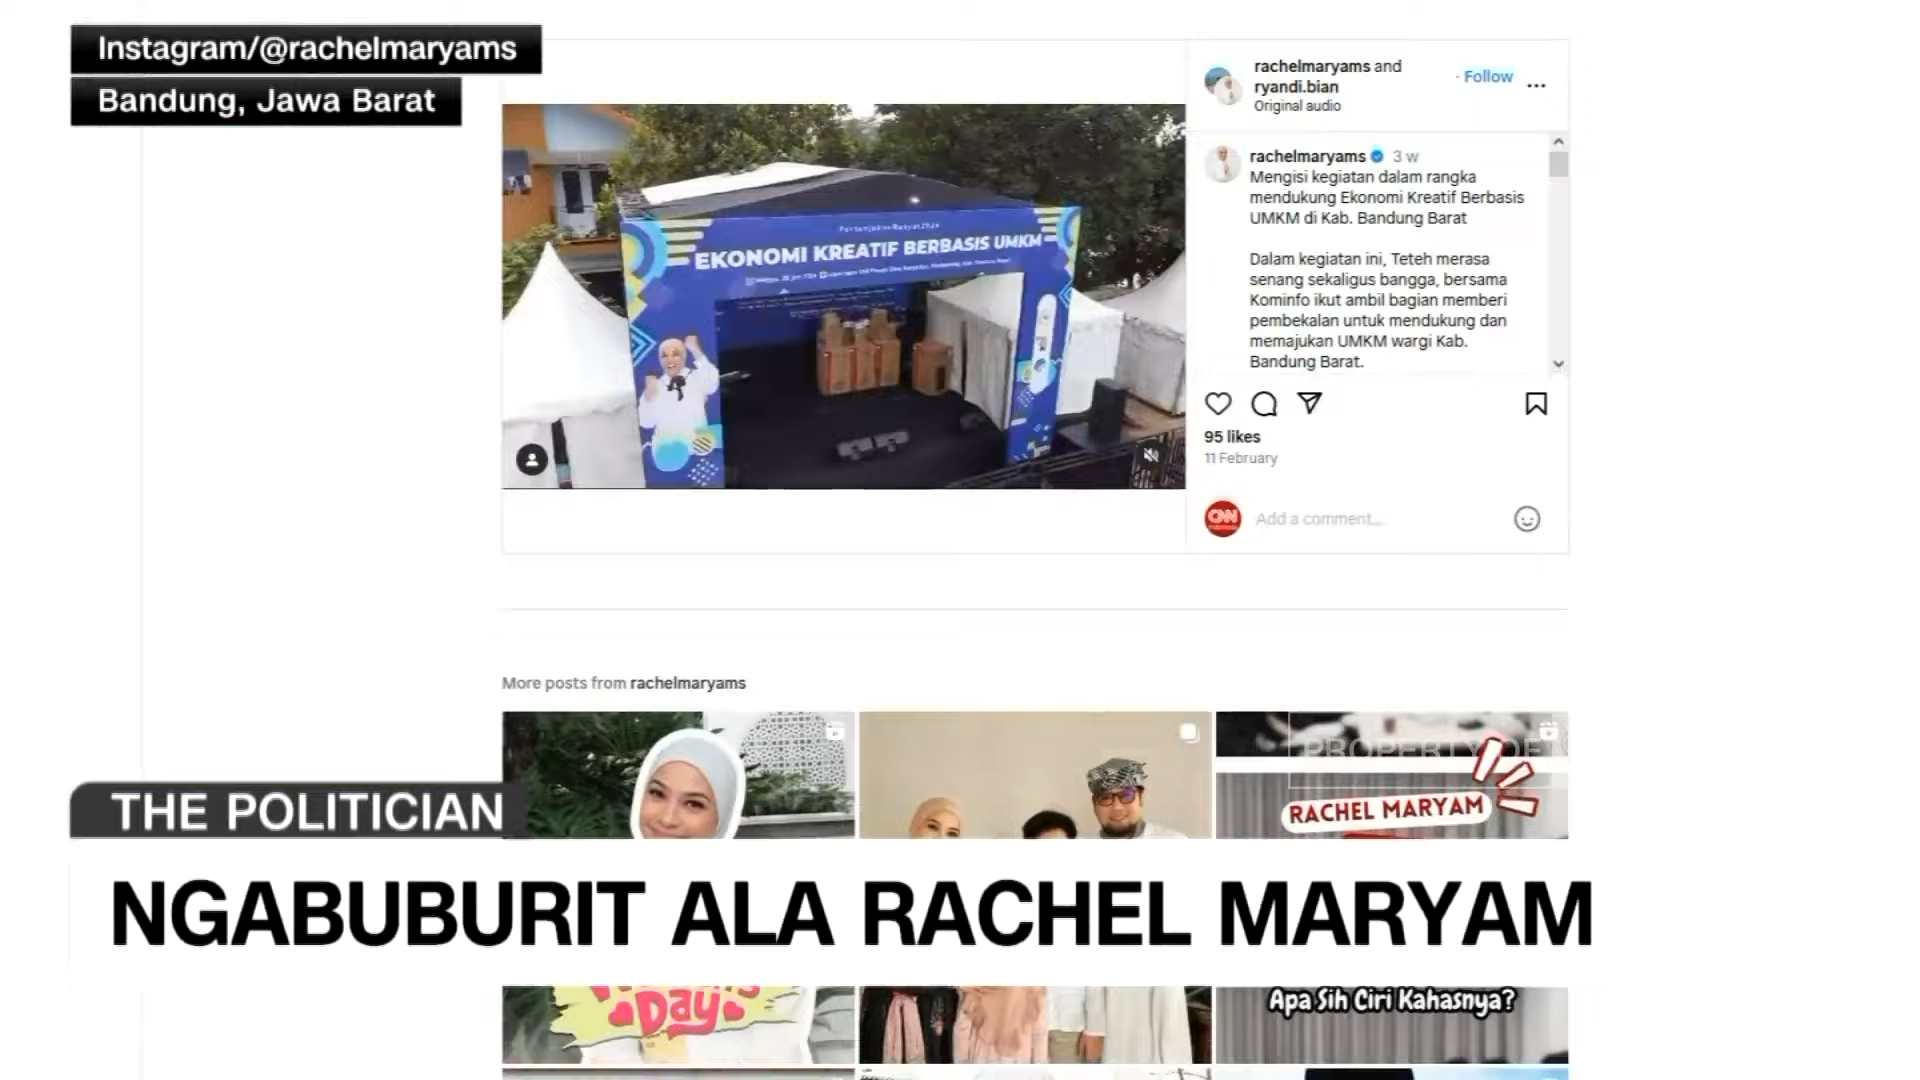 Instagram/@rachelmaryams
Bandung, Jawa Barat
rachelmaryams and
ryandi.bian
Original audio
· Follow
rachelmaryams 3 w
Mengisi kegiatan dalam rangka
mendukung Ekonomi Kreatif Berbasis
UMKM di Kab. Bandung Barat
Dalam kegiatan ini, Teteh merasa
senang sekaligus bangga, bersama
Kominfo ikut ambil bagian memberi
pembekalan untuk mendukung dan
memajukan UMKM wargi Kab.
Bandung Barat.
EKONOMI KREATIF BERBASIS UMKM
95 likes
11 February
CNN
Add a comment...
More posts from rachelmaryams
PROPERTY
RACHEL MARYAM
THE POLITICIAN
NGABUBURIT ALA RACHEL MARYAM
Day
Apa Sih Ciri Kahasnya?